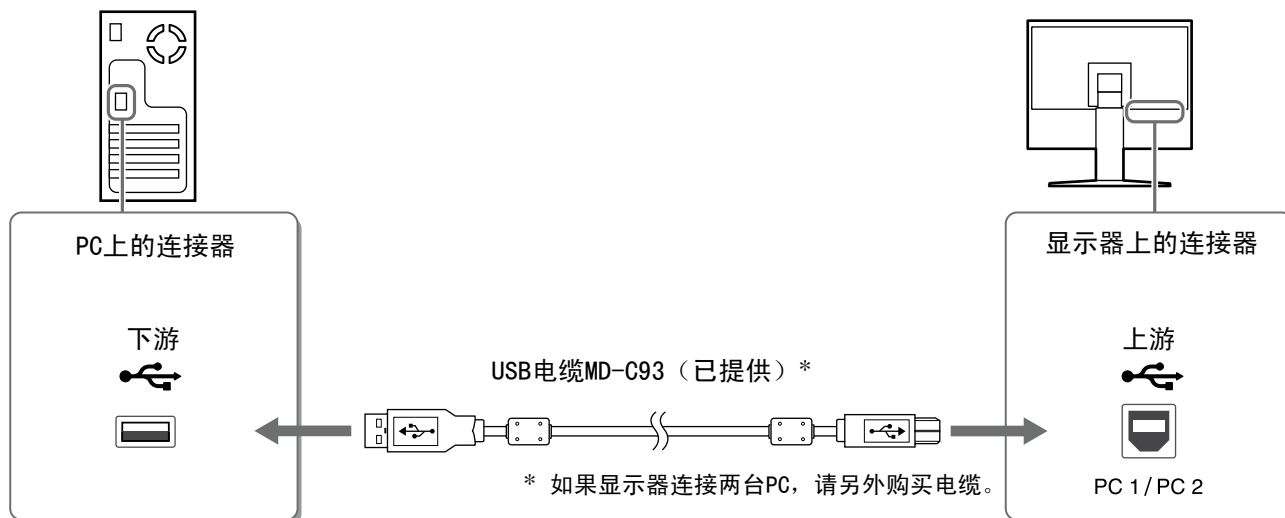 PC上的连接器
显示器上的连接器
下游
上游
USB电缆MD-C93（已提供）*
* 如果显示器连接两台PC，请另外购买电缆。
PC 1/PC 2